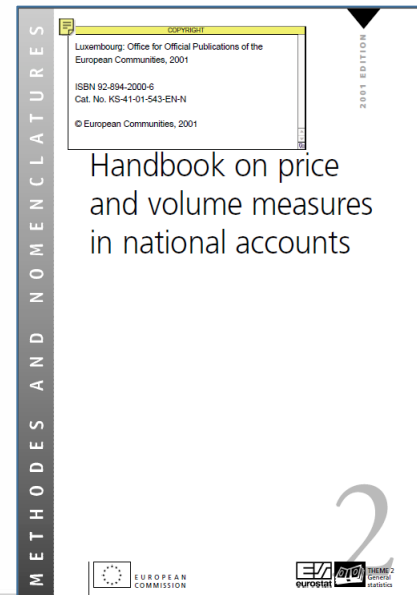 COPYRIGHT
Luxembourg: Office for Official Publications of the
European Communities, 2001
ISBN 92-894-2000-6
Cat. No. KS-41-01-543-EN-N
© European Communities, 2001
2001 EDITION
Handbook on price
and volume measures
in national accounts
METHODES AND NOMENCLATURES
2
EUROPEAN
COMMISSION
eurostat
THEME 2
General
statistics